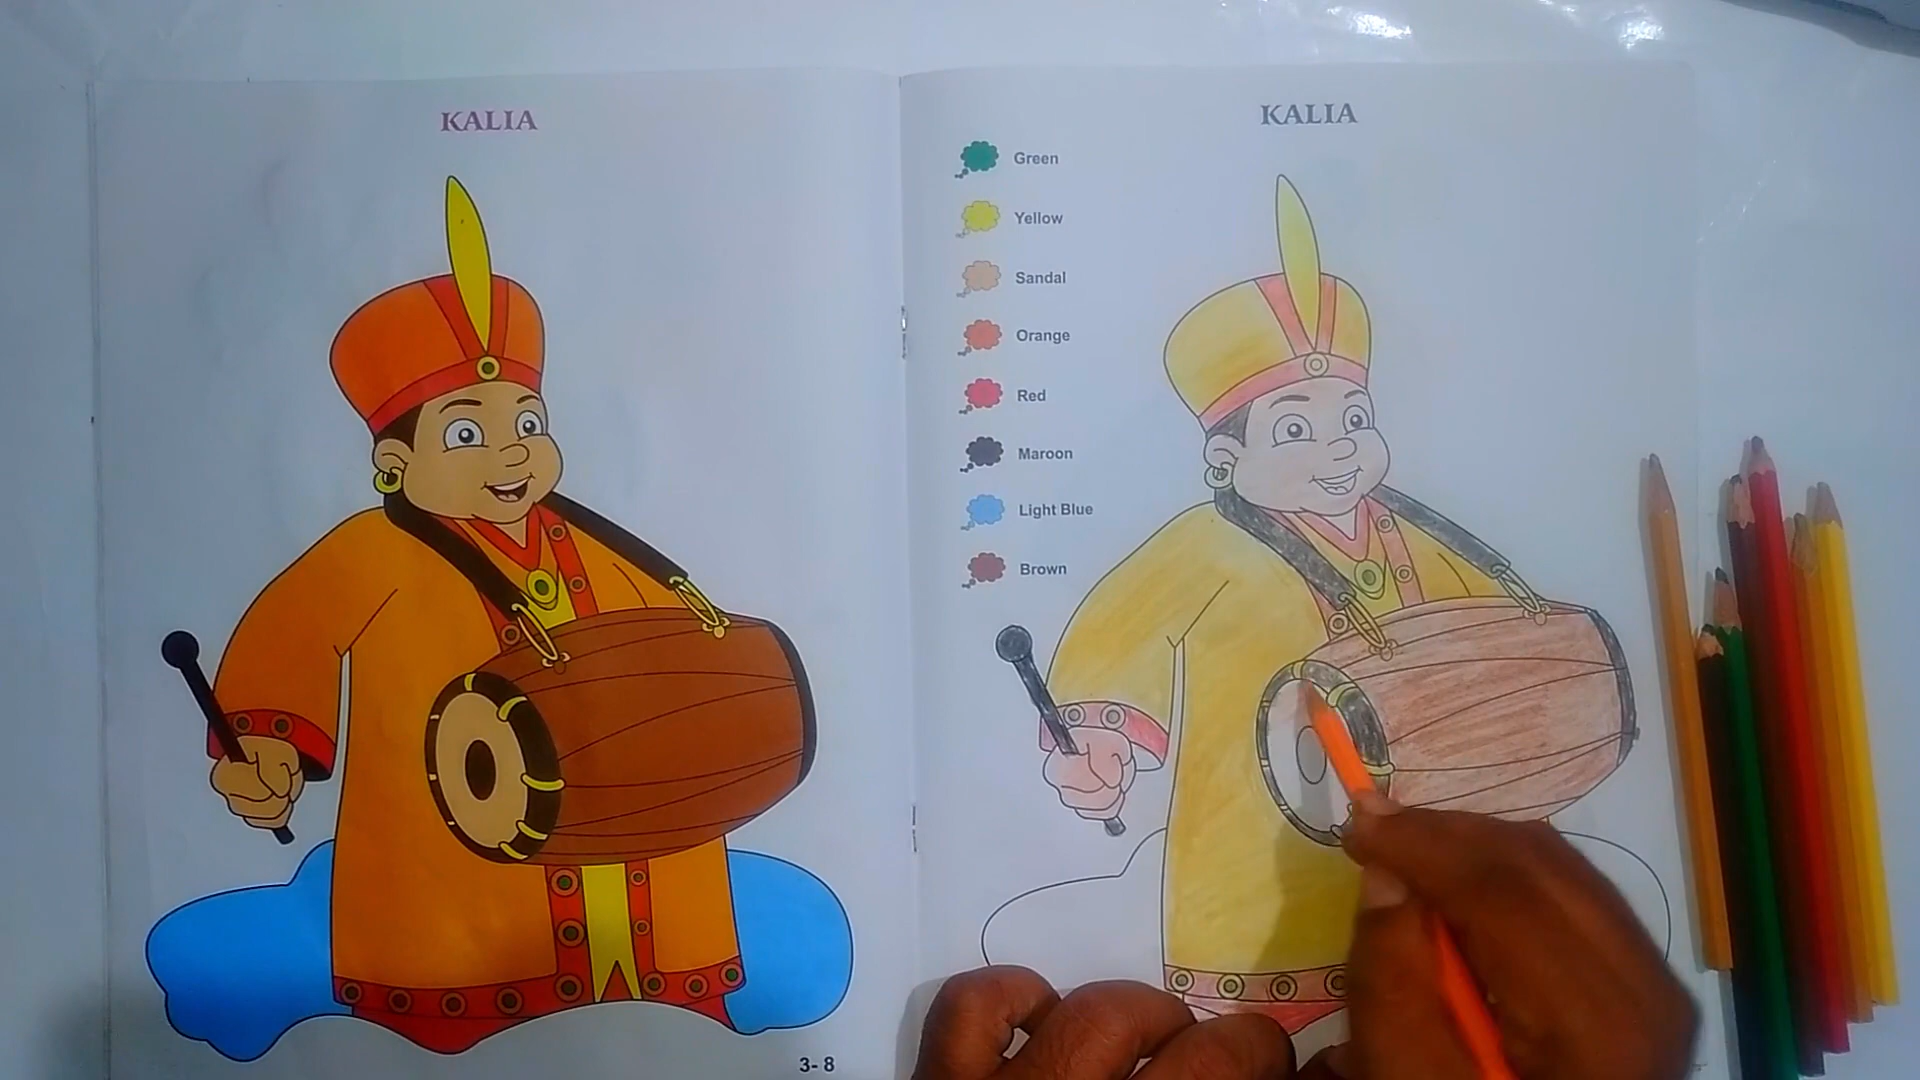 KALIA
3- 8
KALIA
Green
Yellow
Sandal
Orange
Red
Maroon
Light Blue
Brown